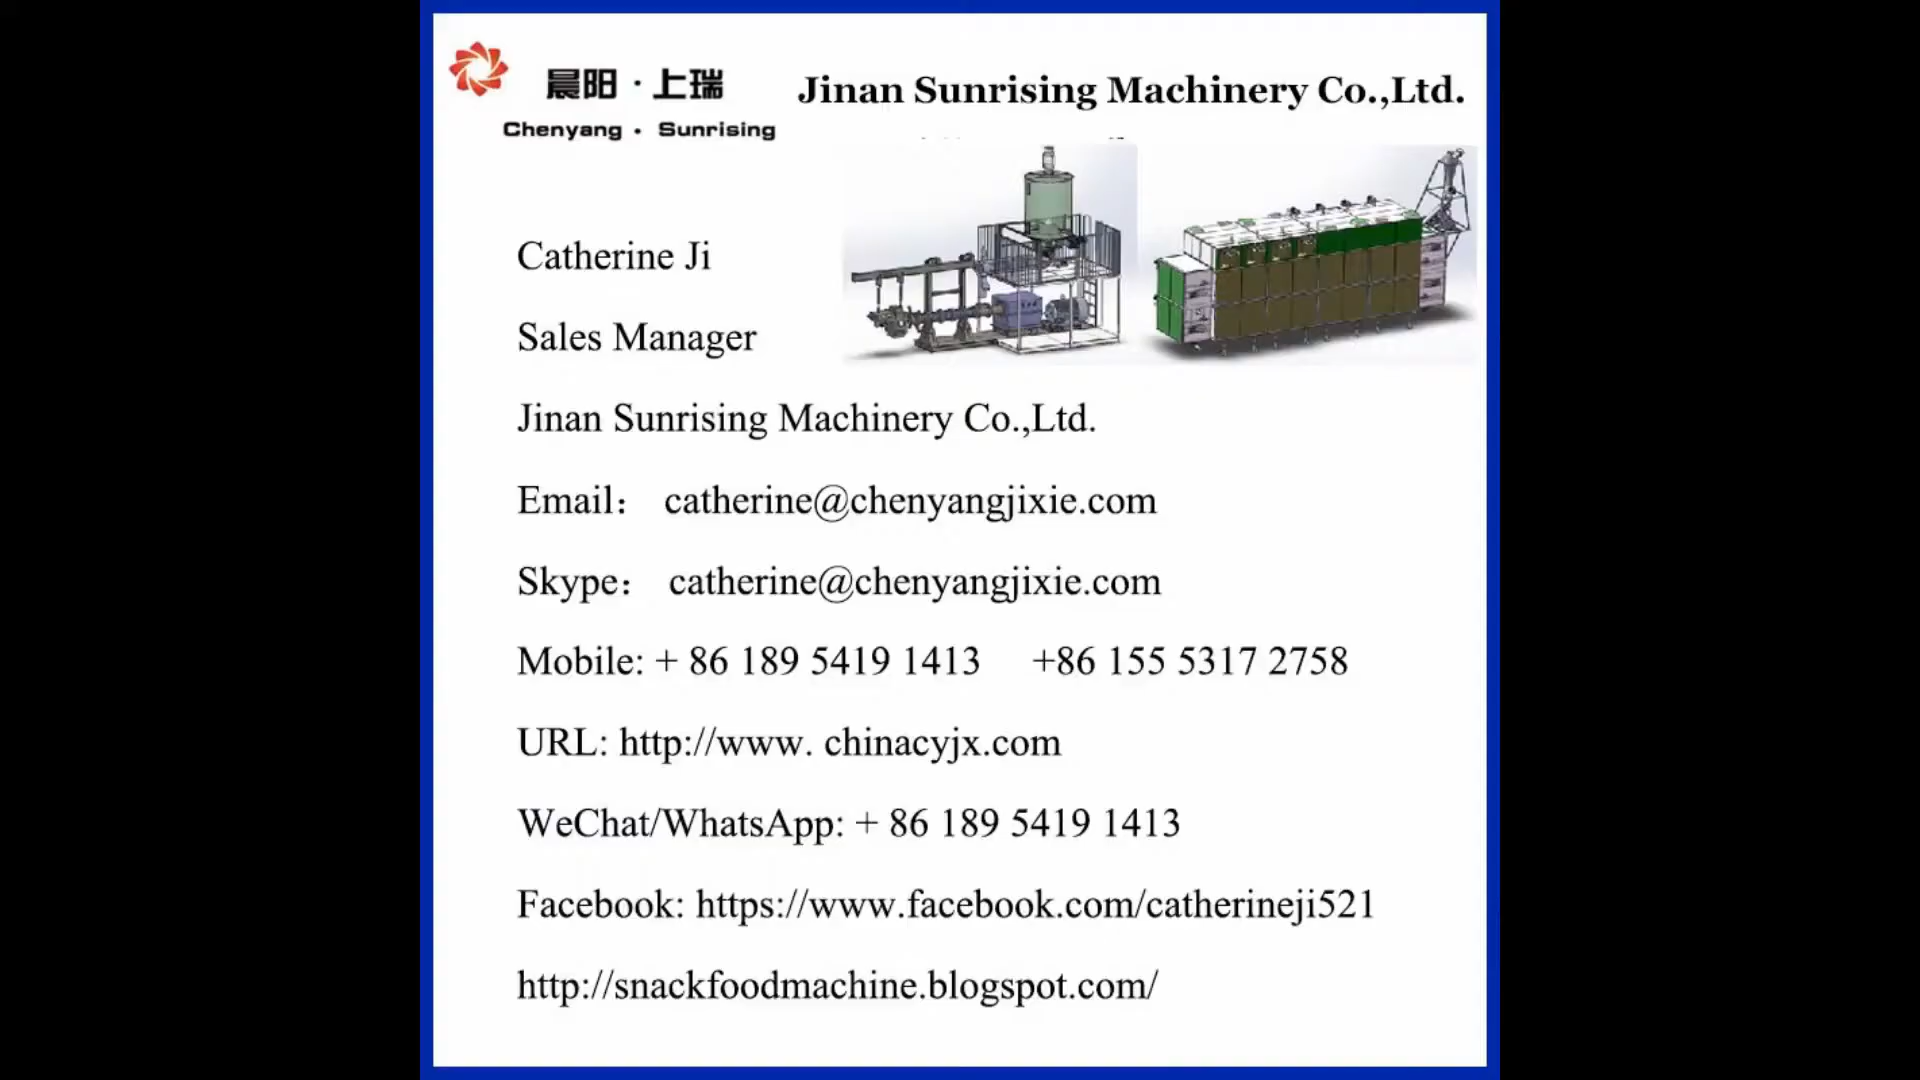 晨阳·上瑞
Chenyang · Sunrising
Jinan Sunrising Machinery Co.,Ltd.
Catherine Ji
Sales Manager
Jinan Sunrising Machinery Co.,Ltd.
Email： catherine@chenyangjixie.com
Skype： catherine@chenyangjixie.com
Mobile: + 86 189 5419 1413 +86 155 5317 2758
URL: http://www. chinacyjx.com
WeChat/WhatsApp: + 86 189 5419 1413
Facebook: https://www.facebook.com/catherineji521
http://snackfoodmachine.blogspot.com/